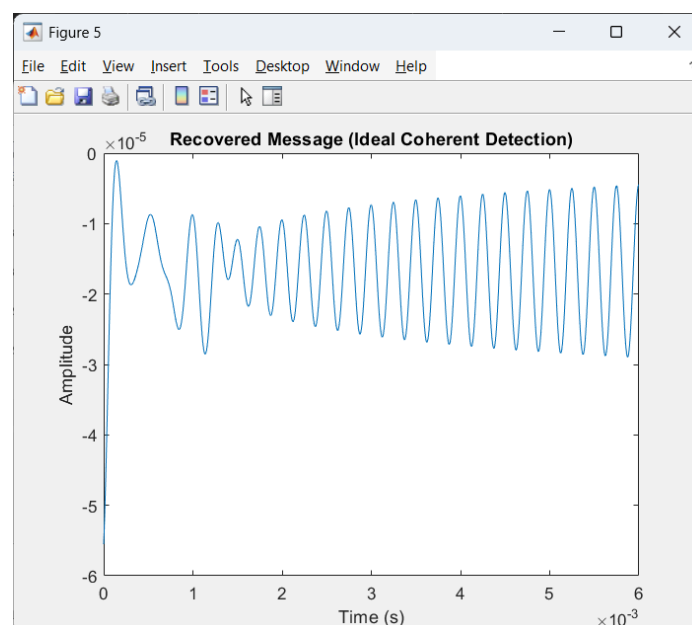 Figure 5
File Edit View Insert Tools Desktop Window Help
×10⁻⁵
Recovered Message (Ideal Coherent Detection)
0
-1
-2
-3
-4
-5
-6
Amplitude
0 1 2 3 4 5 6
Time (s)
×10⁻³